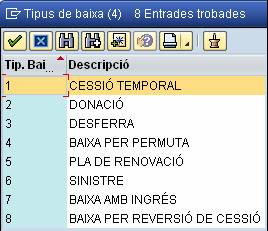 Tipus de baixa (4) 8 Entrades trobades
Tip. Bai... Descripció
1 CESSIÓ TEMPORAL
2 DONACIÓ
3 DESFERRA
4 BAIXA PER PERMUTA
5 PLA DE RENOVACIÓ
6 SINISTRE
7 BAIXA AMB INGRÉS
8 BAIXA PER REVERSIÓ DE CESSIÓ